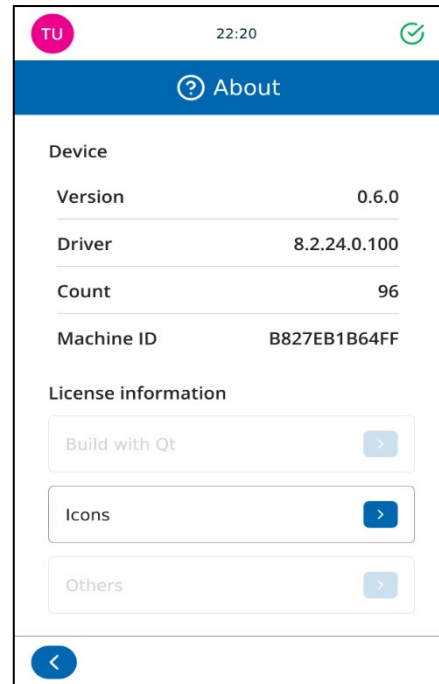 TU 22:20
About
Device
Version 0.6.0
Driver 8.2.24.0.100
Count 96
Machine ID B827EB1B64FF
License information
Build with Qt
Icons
Others